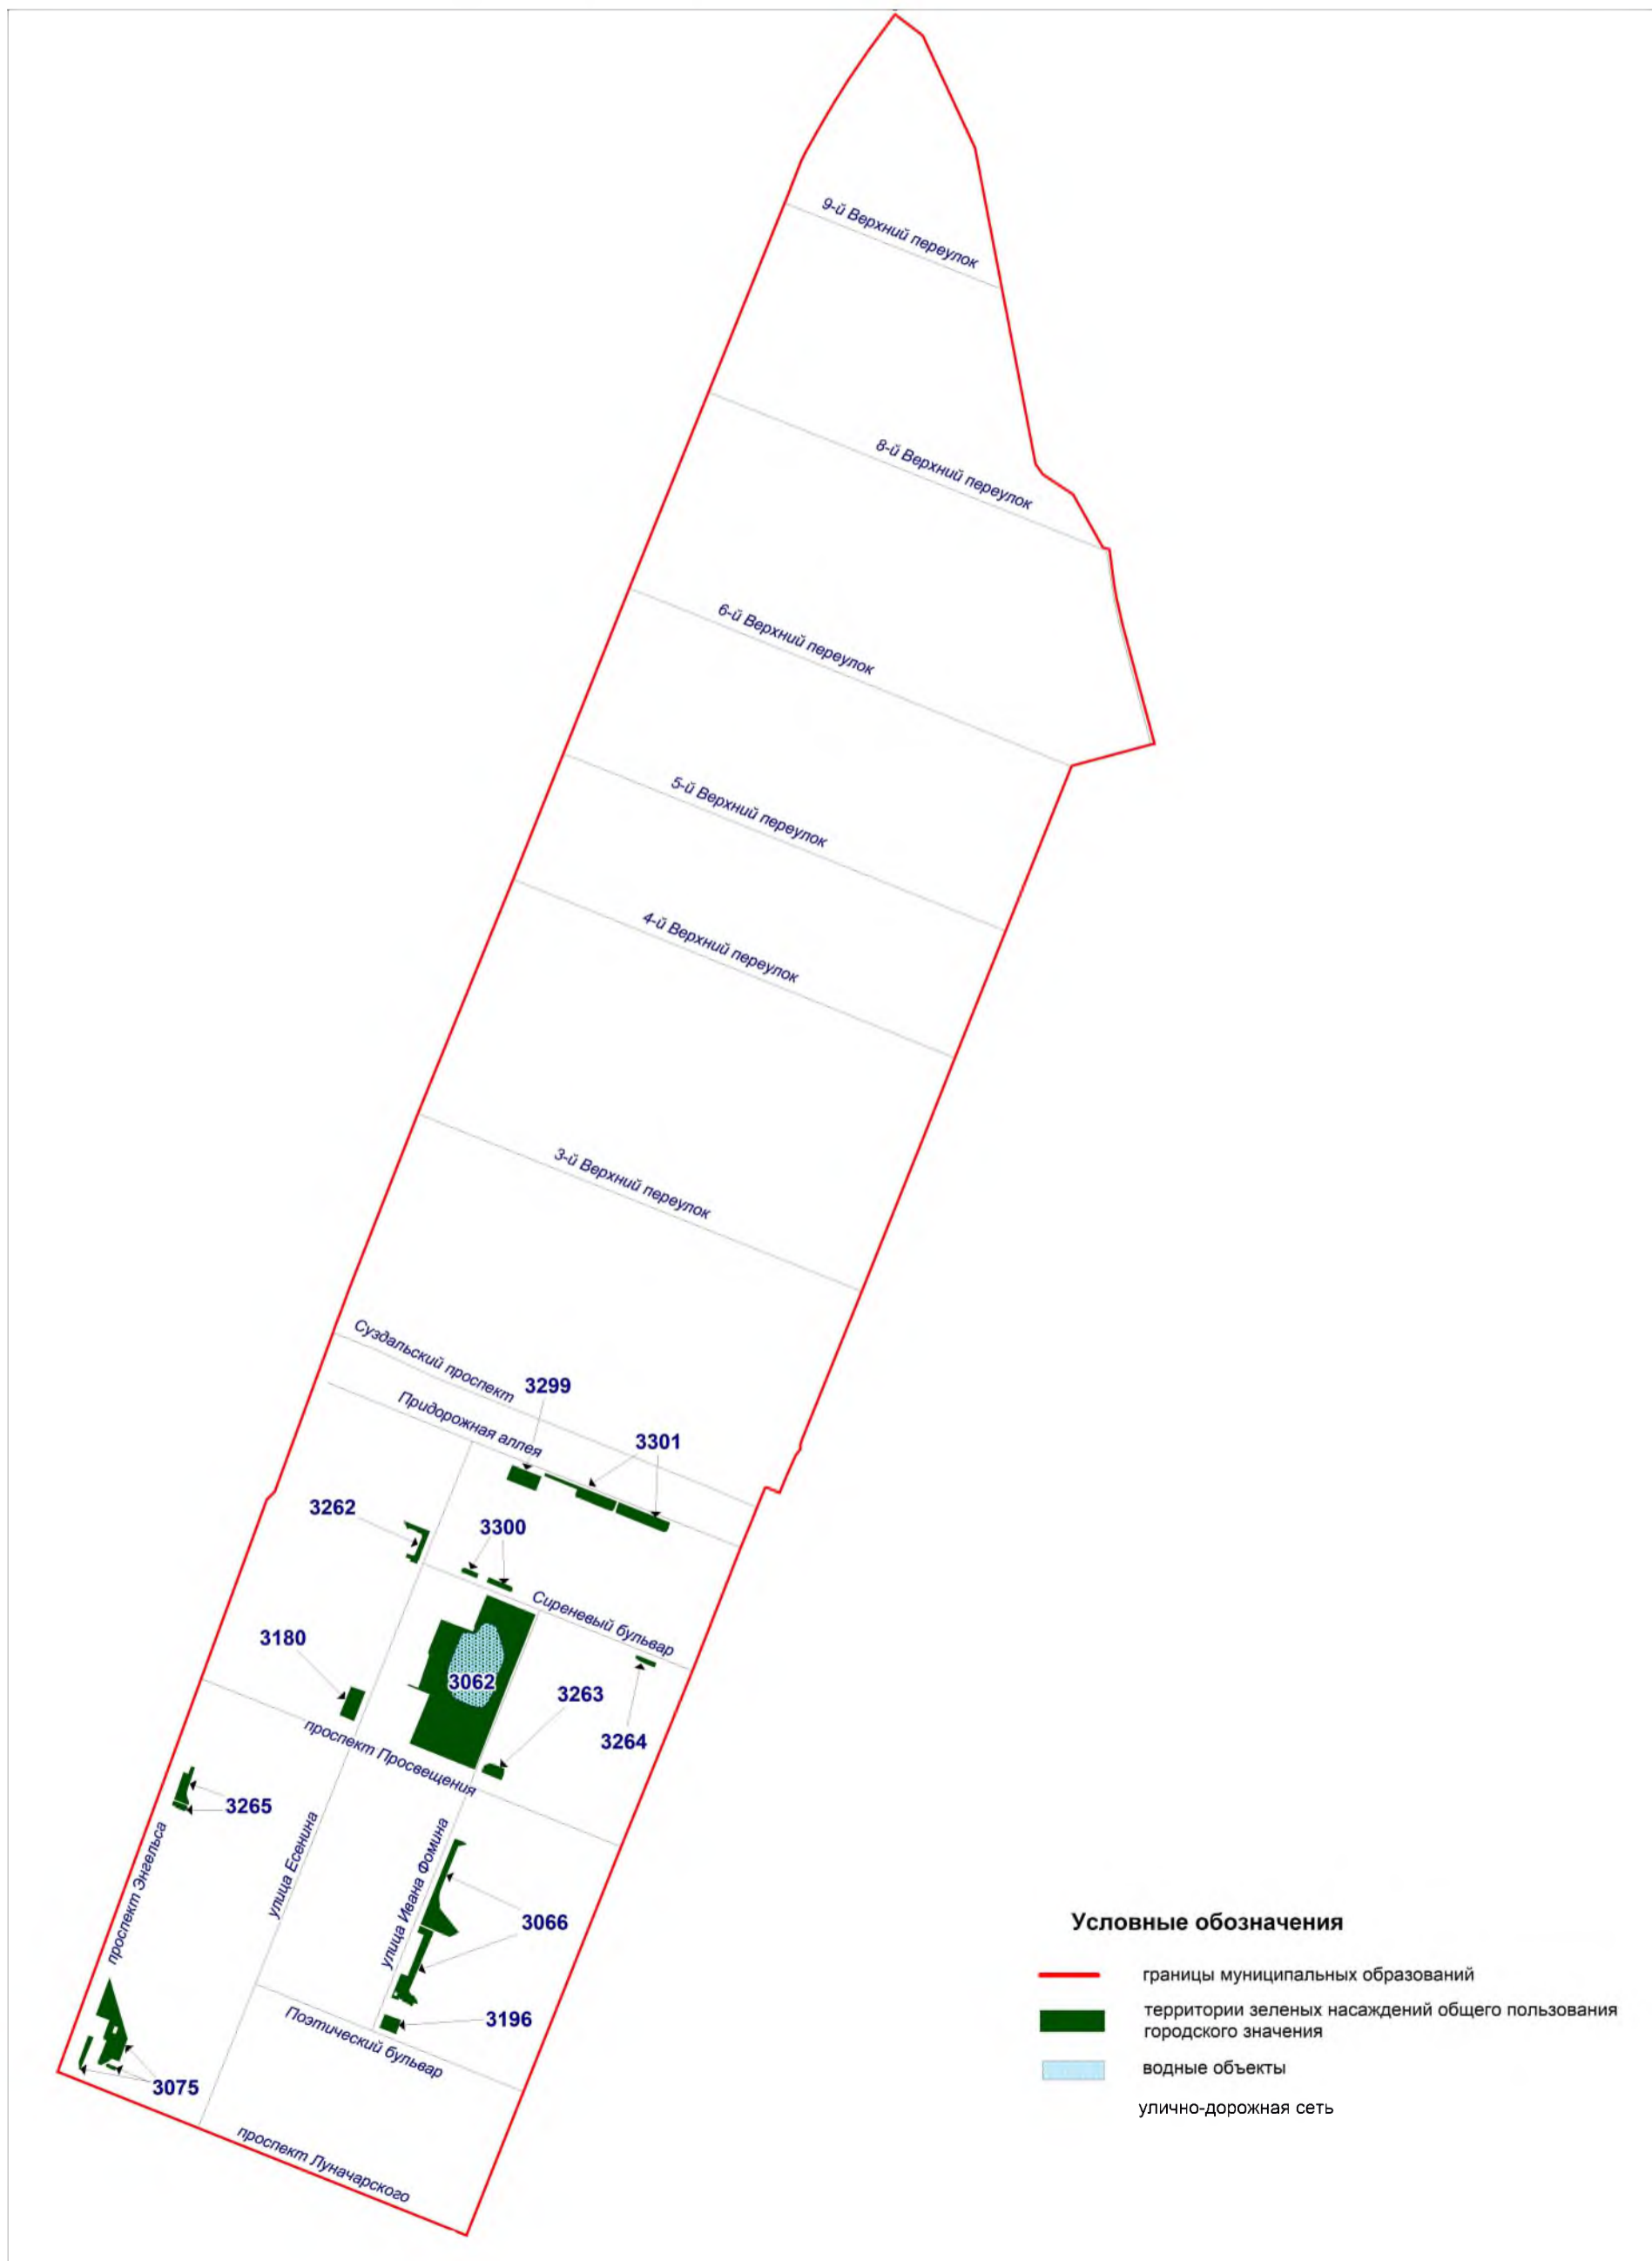 9-й Верхний переулок
8-й Верхний переулок
6-й Верхний переулок
5-й Верхний переулок
4-й Верхний переулок
3-й Верхний переулок
Суздальский проспект
3299
Придорожная аллея
3301
3262
3300
Сиреневый бульвар
3180
3062
3263
3264
проспект Просвещения
3265
проспект Энгельса
улица Есенина
улица Ивана Фомина
3066
3196
Поэтический бульвар
3075
проспект Луначарского
Условные обозначения
границы муниципальных образований
территории зеленых насаждений общего пользования
городского значения
водные объекты
улично-дорожная сеть